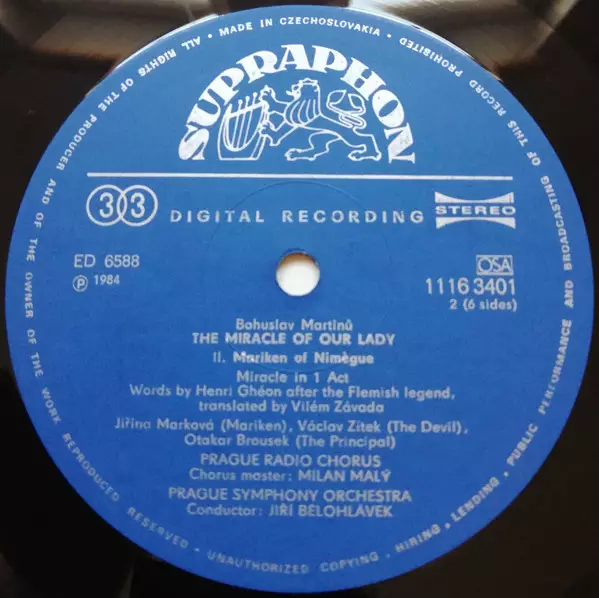 SUPRAPHON
33 DIGITAL RECORDING STEREO
ED 6588
℗ 1984
OSA
1116 3401
2 (6 sides)
Bohuslav Martinů
THE MIRACLE OF OUR LADY
II. Mariken of Nimègue
Miracle in 1 Act
Words by Henri Ghéon after the Flemish legend,
translated by Vilém Závada
Jiřina Marková (Mariken), Václav Zítek (The Devil),
Otakar Brousek (The Principal)
PRAGUE RADIO CHORUS
Chorus master: MILAN MALÝ
PRAGUE SYMPHONY ORCHESTRA
Conductor: JIŘÍ BĚLOHLÁVEK
ALL RIGHTS OF THE PRODUCER AND OF THE OWNER OF THE WORK REPRODUCED RESERVED • UNAUTHORIZED COPYING, HIRING, LENDING, PUBLIC PERFORMANCE AND BROADCASTING OF THIS RECORD PROHIBITED • MADE IN CZECHOSLOVAKIA •